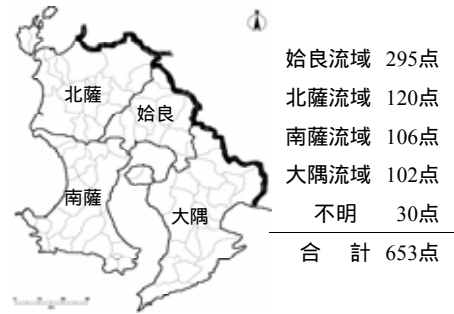 北薩
姶良
南薩
大隅
姶良流域 295点
北薩流域 120点
南薩流域 106点
大隅流域 102点
不明 30点
合 計 653点